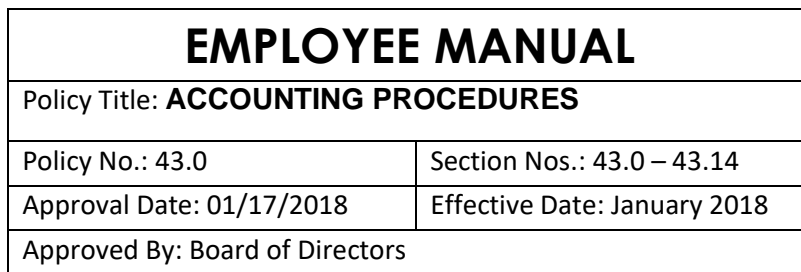 EMPLOYEE MANUAL
Policy Title: ACCOUNTING PROCEDURES
Policy No.: 43.0
Section Nos.: 43.0 – 43.14
Approval Date: 01/17/2018
Effective Date: January 2018
Approved By: Board of Directors